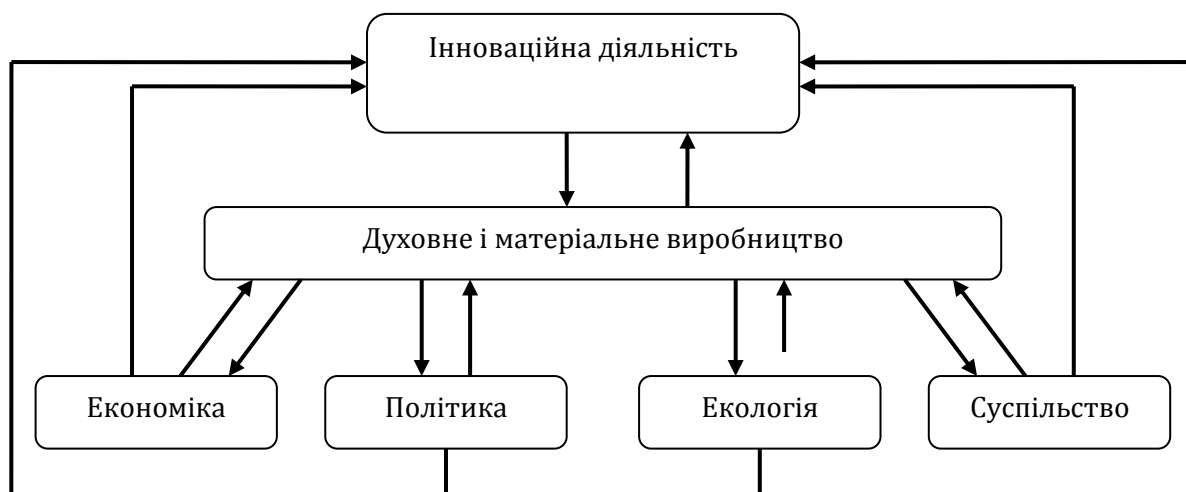 Інноваційна діяльність
Духовне і матеріальне виробництво
Економіка
Політика
Екологія
Суспільство